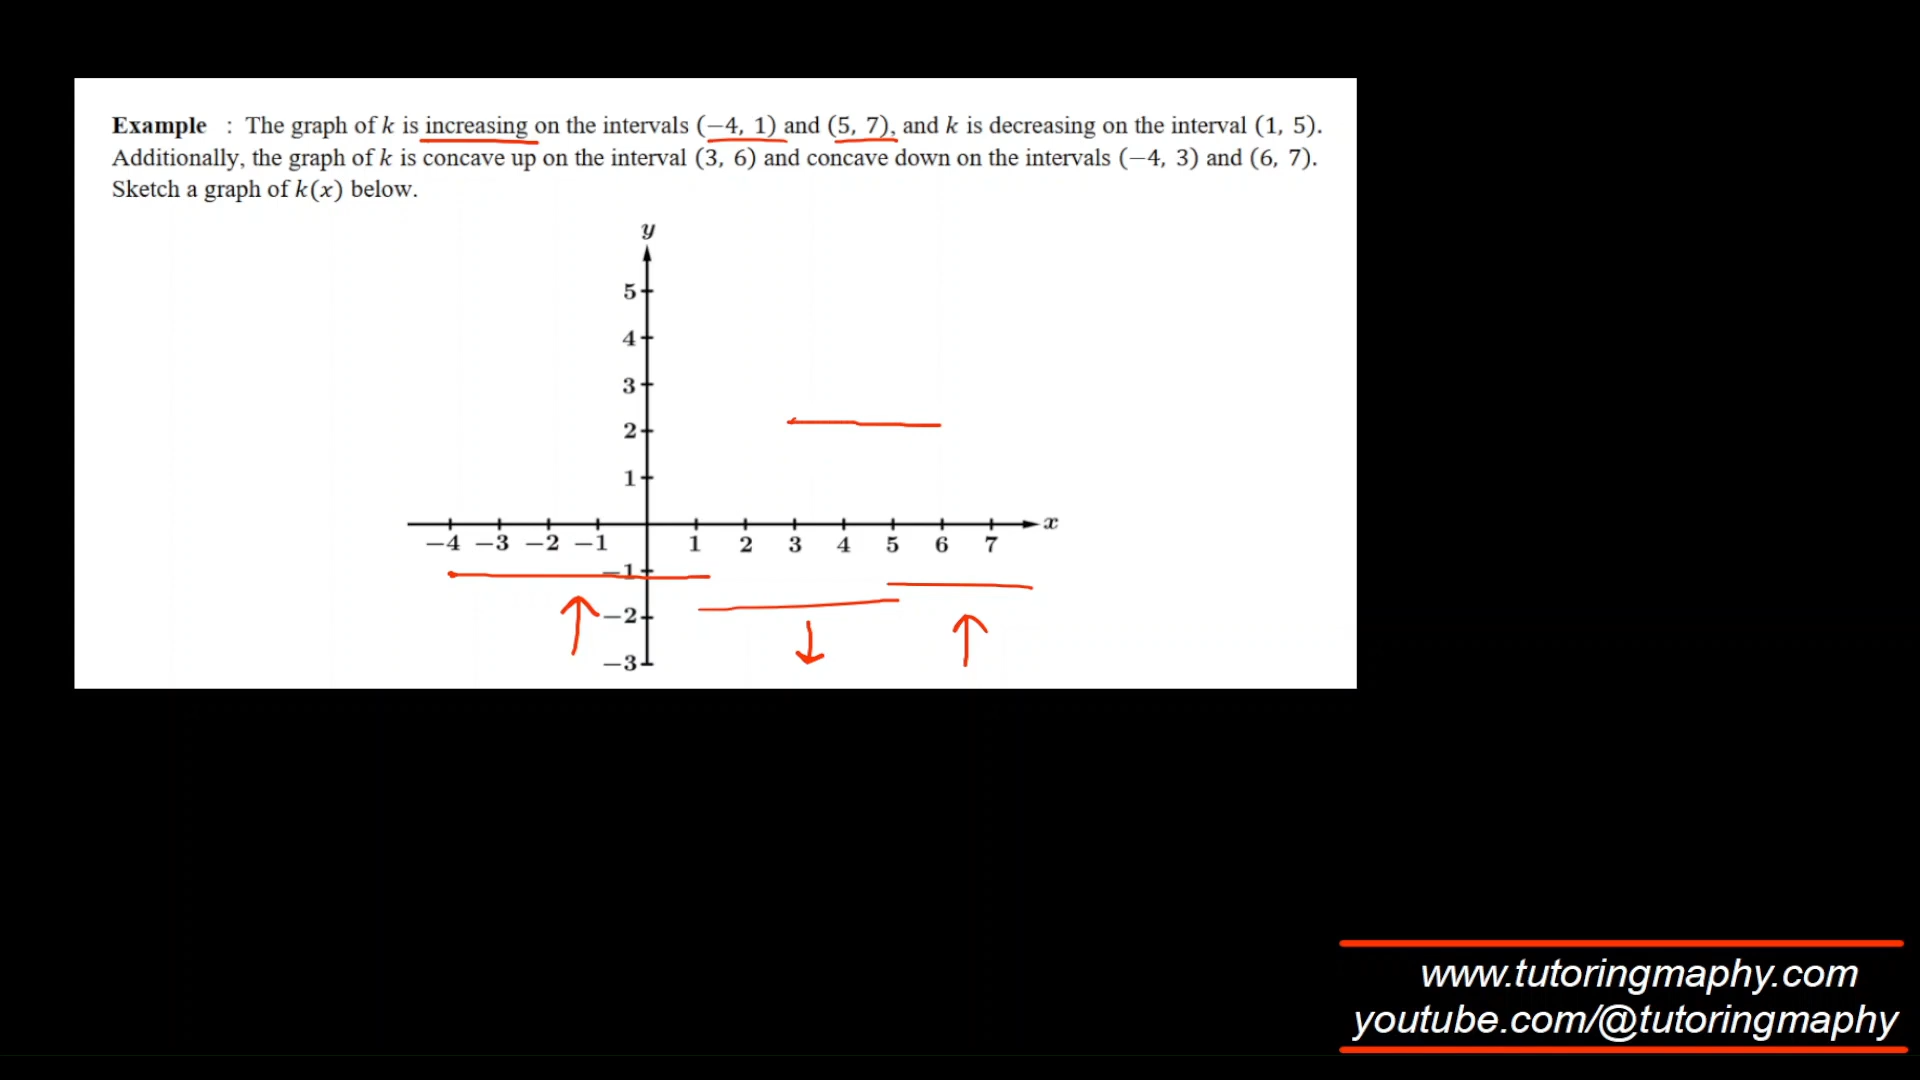 Example : The graph of k is increasing on the intervals (−4, 1) and (5, 7), and k is decreasing on the interval (1, 5).
Additionally, the graph of k is concave up on the interval (3, 6) and concave down on the intervals (−4, 3) and (6, 7).
Sketch a graph of k(x) below.
y
5
4
3
2
1
x
−4 −3 −2 −1 1 2 3 4 5 6 7
−1
−2
−3
www.tutoringmaphy.com
youtube.com/@tutoringmaphy